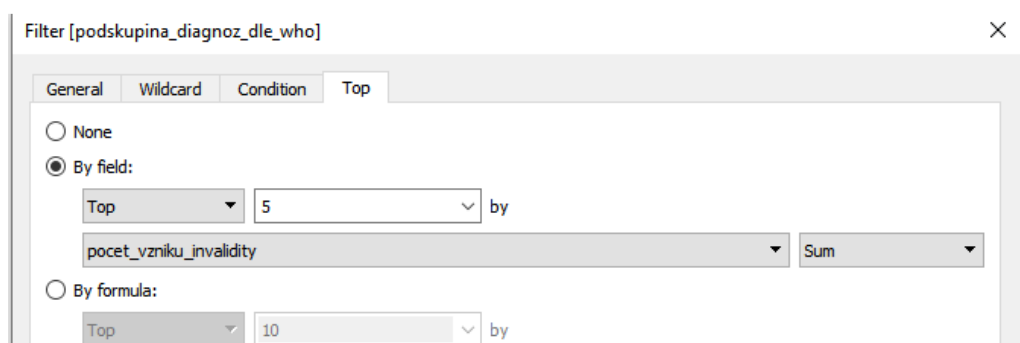 Filter [podskupina_diagnoz_dle_who]
General Wildcard Condition Top
None
By field:
Top 5 by
pocet_vzniku_invalidity Sum
By formula:
Top 10 by